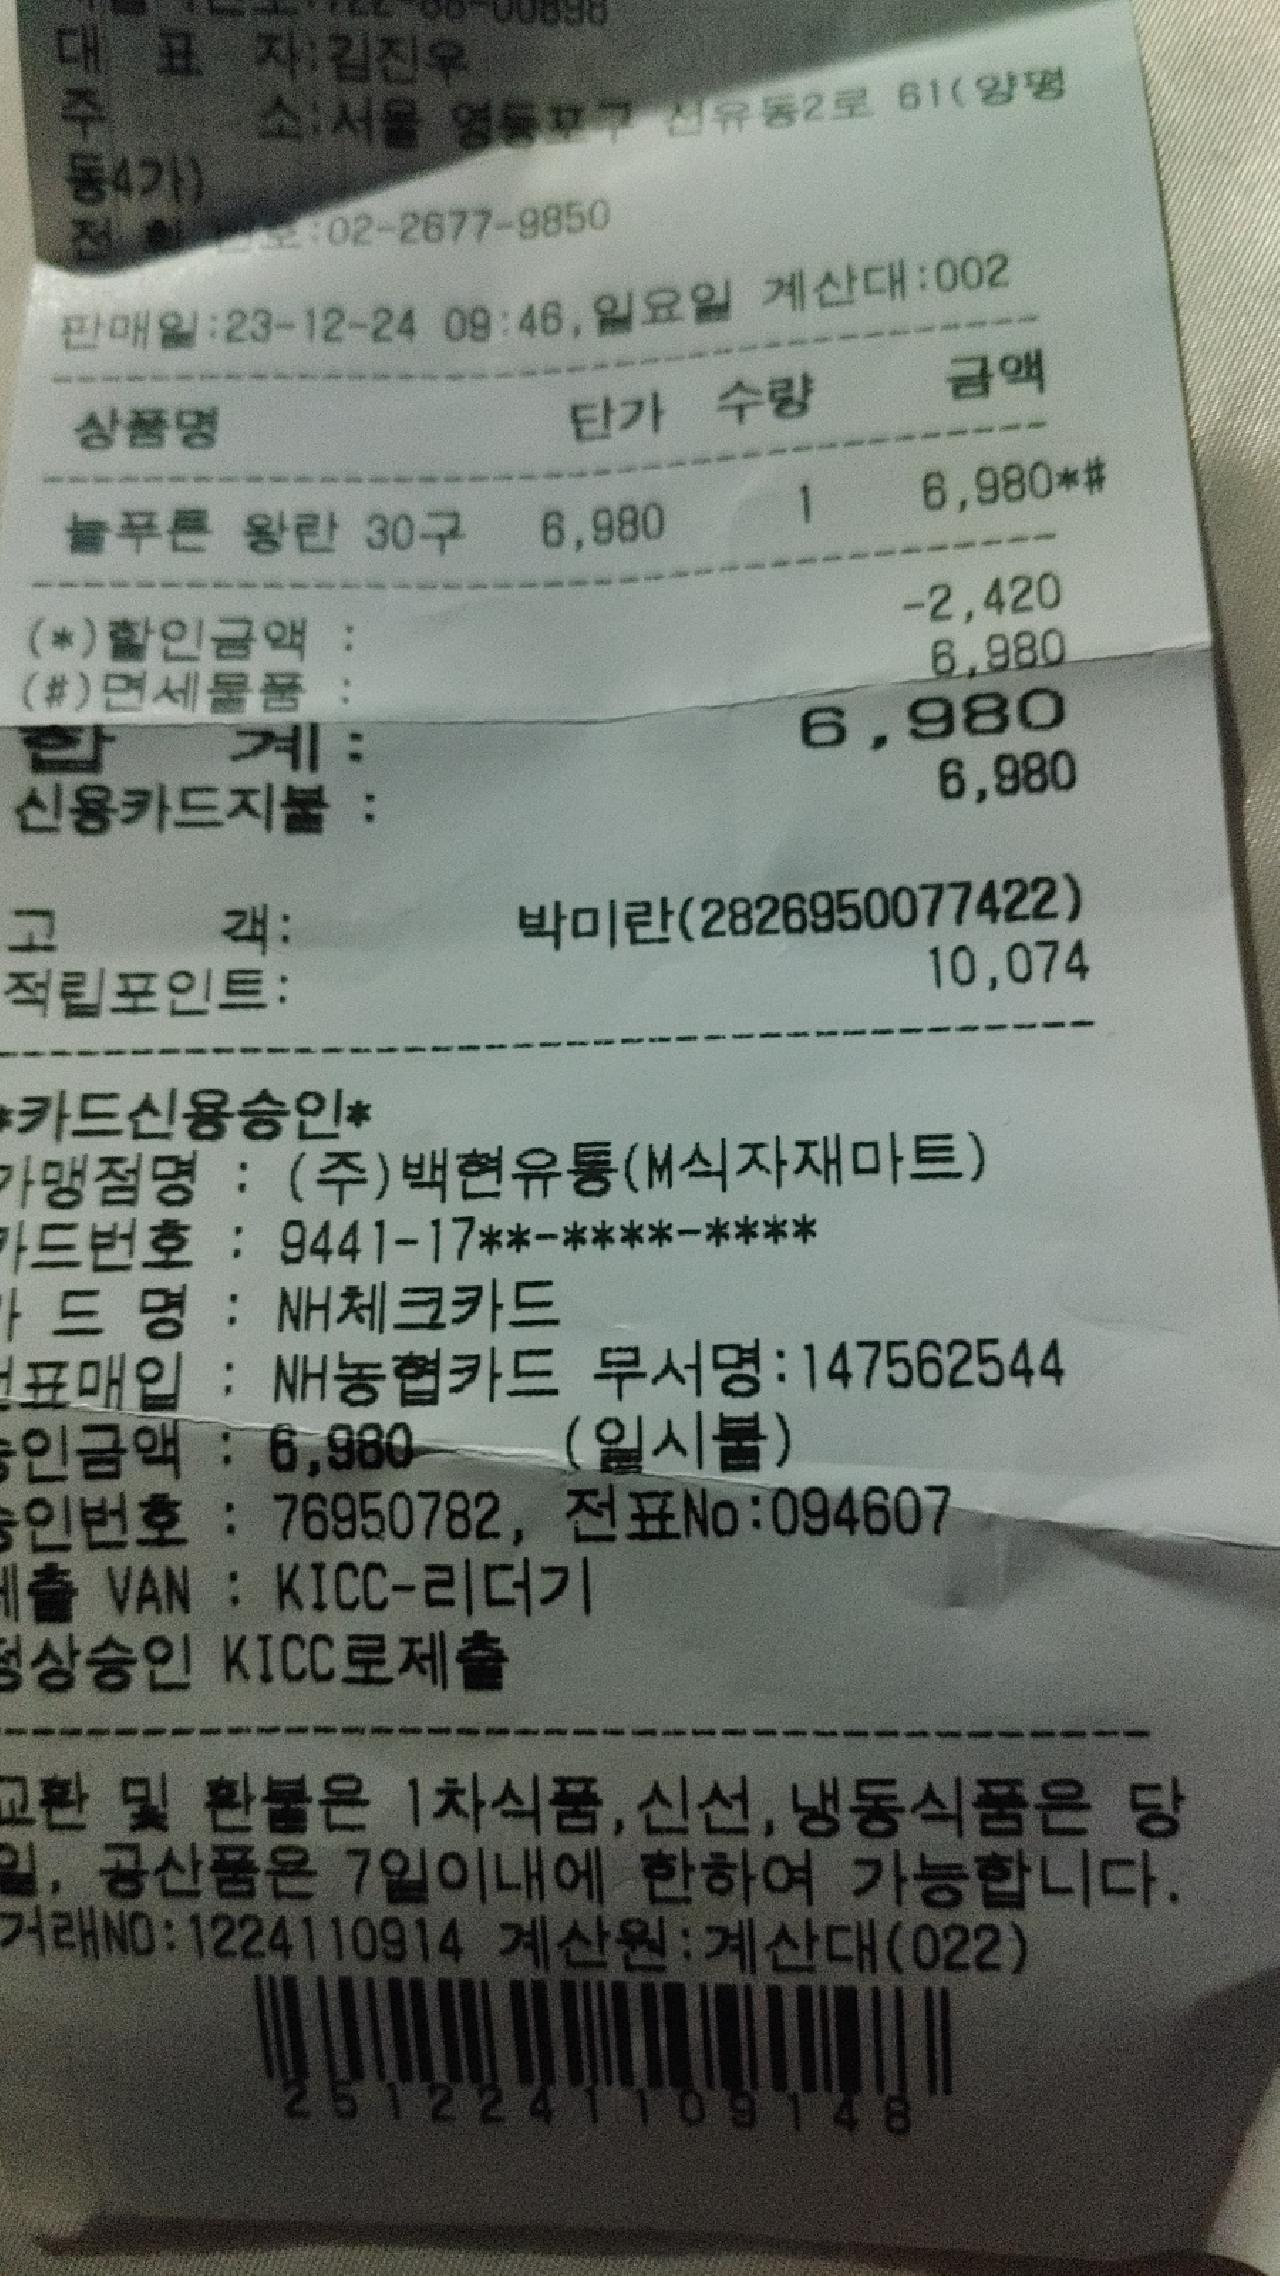 대 표 자:김진우
주 소:서울 영등포구 선유동2로 61(양평
동4가)
전 화 번호:02-2677-9850
판매일:23-12-24 09:46,일요일 계산대:002
상품명 단가 수량 금액
늘푸른 왕란 30구 6,980 1 6,980*#
(*)할인금액 : -2,420
(#)면세물품 : 6,980
합 계: 6,980
신용카드지불 : 6,980
고 객: 박미란(2826950077422)
적립포인트: 10,074
*카드신용승인*
가맹점명 : (주)백현유통(M식자재마트)
카드번호 : 9441-17**-****-****
카 드 명 : NH체크카드
전표매입 : NH농협카드 무서명:147562544
승인금액 : 6,980 (일시불)
승인번호 : 76950782, 전표No:094607
제출 VAN : KICC-리더기
정상승인 KICC로제출
교환 및 환불은 1차식품,신선,냉동식품은 당
일, 공산품은 7일이내에 한하여 가능합니다.
거래NO:1224110914 계산원:계산대(022)
2512241109148